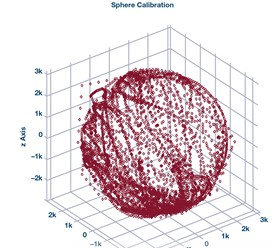 Sphere Calibration
3k
2k
1k
0
−1k
−2k
z Axis
2k
1k
0
−1k
0
1k
2k
3k